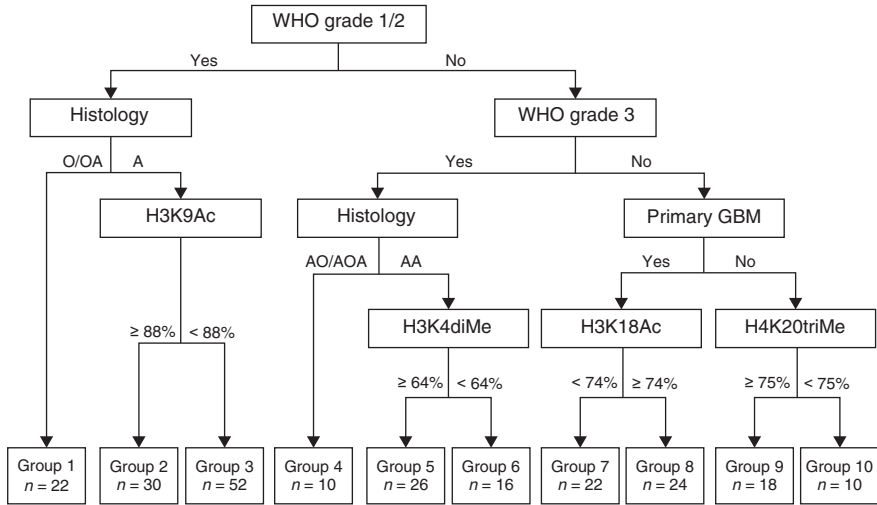 WHO grade 1/2
Yes
No
Histology
WHO grade 3
O/OA
A
Yes
No
H3K9Ac
Histology
Primary GBM
AO/AOA
AA
Yes
No
H3K4diMe
H3K18Ac
H4K20triMe
≥ 88%
< 88%
≥ 64%
< 64%
< 74%
≥ 74%
≥ 75%
< 75%
Group 1
n = 22
Group 2
n = 30
Group 3
n = 52
Group 4
n = 10
Group 5
n = 26
Group 6
n = 16
Group 7
n = 22
Group 8
n = 24
Group 9
n = 18
Group 10
n = 10